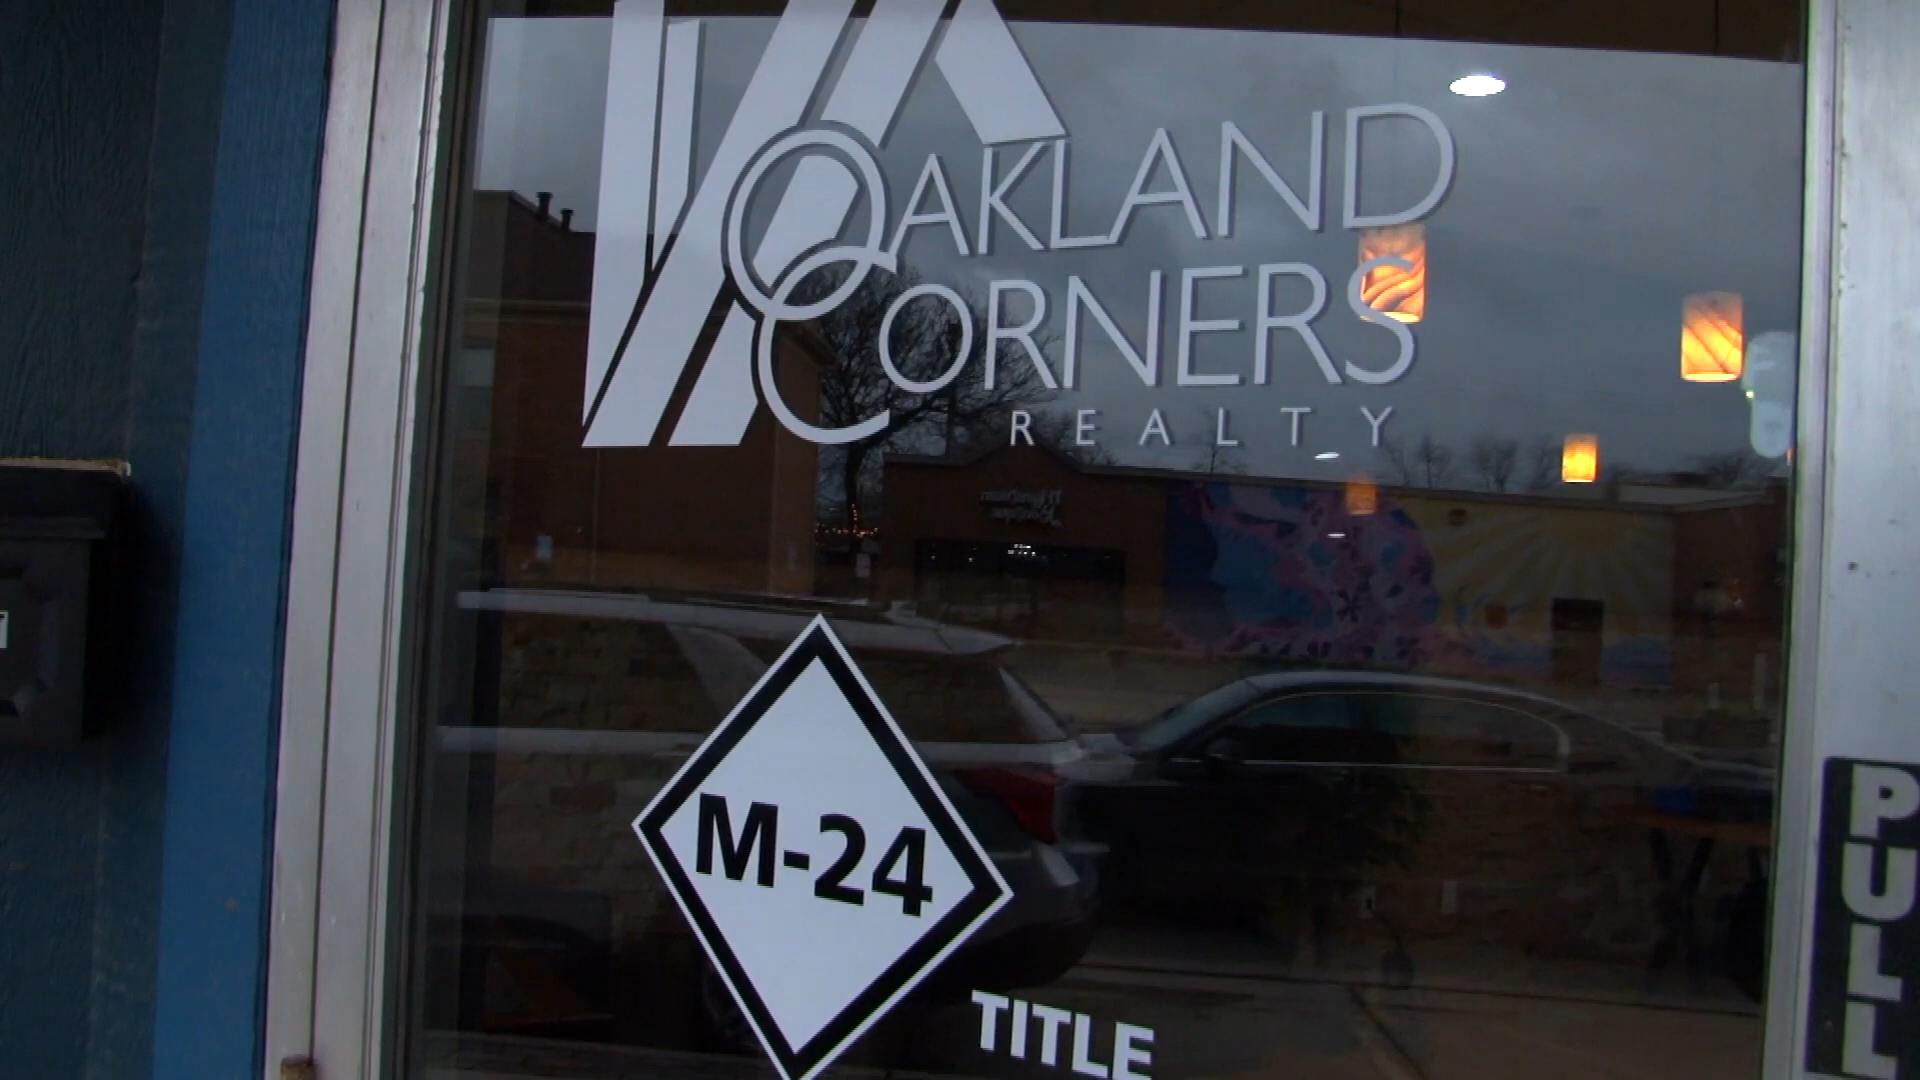 OAKLAND
CORNERS
REALTY
M-24
TITLE
PULL